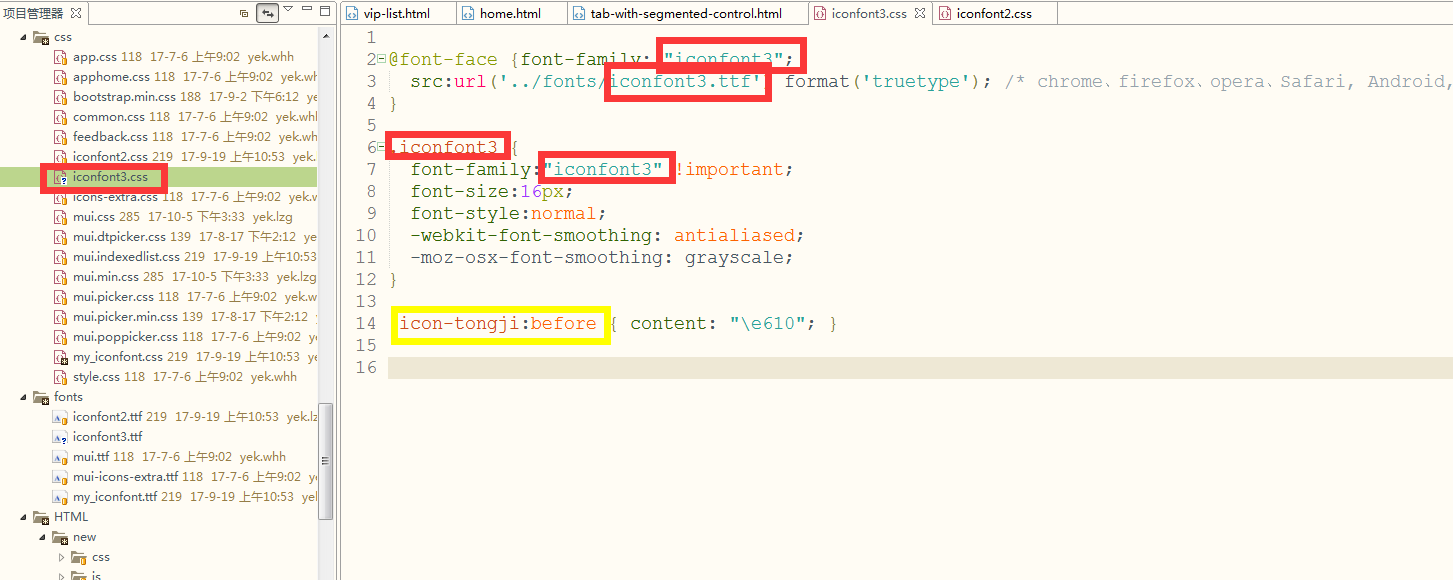 项目管理器
css
app.css 118 17-7-6 上午9:02 yek.whh
apphome.css 118 17-7-6 上午9:02 yek.wh
bootstrap.min.css 188 17-9-2 下午6:12 yek
common.css 118 17-7-6 上午9:02 yek.wh
feedback.css 118 17-7-6 上午9:02 yek.whh
iconfont2.css 219 17-9-19 上午10:53 yek.
iconfont3.css
icons-extra.css 118 17-7-6 上午9:02 yek.w
mui.css 285 17-10-5 下午3:33 yek.lzg
mui.dtpicker.css 139 17-8-17 下午2:12 ye
mui.indexedlist.css 219 17-9-19 上午10:53
mui.min.css 285 17-10-5 下午3:33 yek.lzg
mui.picker.css 118 17-7-6 上午9:02 yek.wh
mui.picker.min.css 139 17-8-17 下午2:12
mui.poppicker.css 118 17-7-6 上午9:02 yek
my_iconfont.css 219 17-9-19 上午10:53 ye
style.css 118 17-7-6 上午9:02 yek.whh
fonts
iconfont2.ttf 219 17-9-19 上午10:53 yek.lz
iconfont3.ttf
mui.ttf 118 17-7-6 上午9:02 yek.whh
mui-icons-extra.ttf 118 17-7-6 上午9:02 y
my_iconfont.ttf 219 17-9-19 上午10:53 ye
HTML
new
css
js
vip-list.html
home.html
tab-with-segmented-control.html
iconfont3.css
iconfont2.css
1
2 @font-face {font-family: "iconfont3";
3 src:url('../fonts/iconfont3.ttf') format('truetype'); /* chrome、firefox、opera、Safari, Android,
4 }
5
6 .iconfont3 {
7 font-family:"iconfont3" !important;
8 font-size:16px;
9 font-style:normal;
10 -webkit-font-smoothing: antialiased;
11 -moz-osx-font-smoothing: grayscale;
12 }
13
14 icon-tongji:before { content: "\e610"; }
15
16